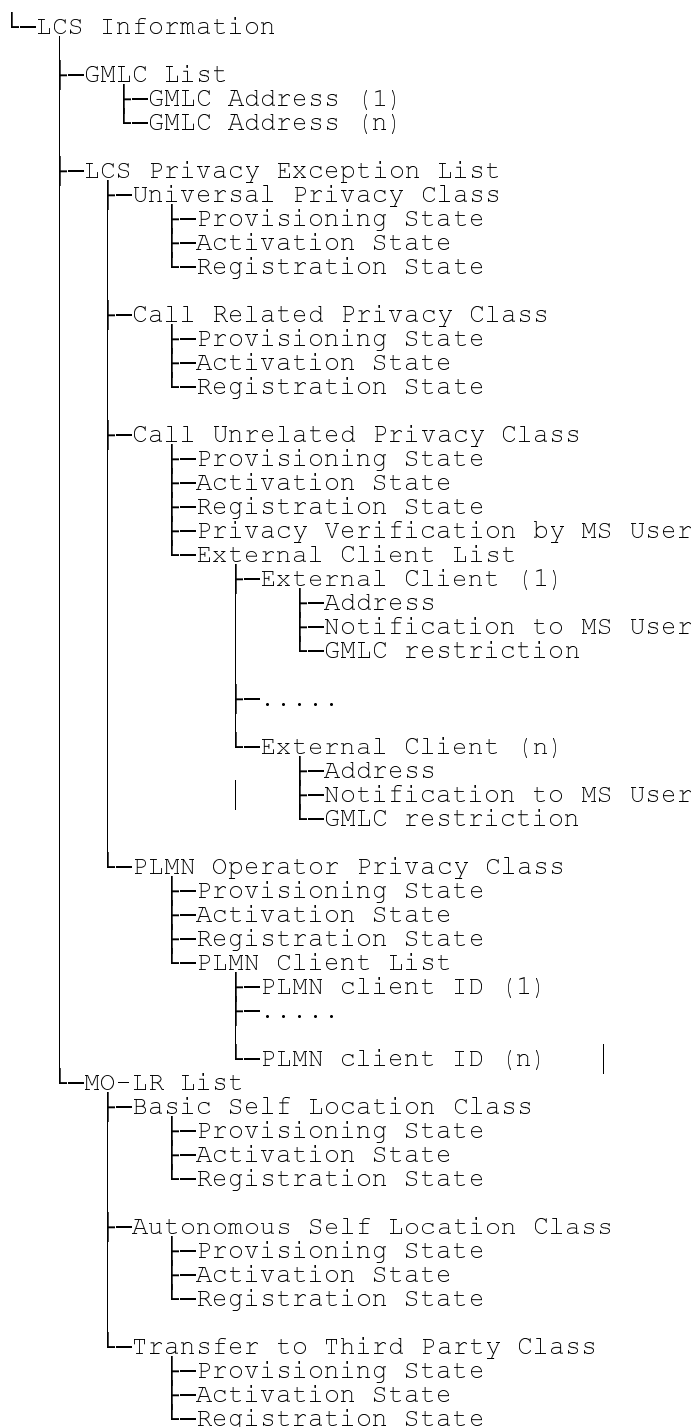 LCS Information
GMLC List
GMLC Address (1)
GMLC Address (n)
LCS Privacy Exception List
Universal Privacy Class
Provisioning State
Activation State
Registration State
Call Related Privacy Class
Provisioning State
Activation State
Registration State
Call Unrelated Privacy Class
Provisioning State
Activation State
Registration State
Privacy Verification by MS User
External Client List
External Client (1)
Address
Notification to MS User
GMLC restriction
.....
External Client (n)
Address
Notification to MS User
GMLC restriction
PLMN Operator Privacy Class
Provisioning State
Activation State
Registration State
PLMN Client List
PLMN client ID (1)
.....
PLMN client ID (n)
MO-LR List
Basic Self Location Class
Provisioning State
Activation State
Registration State
Autonomous Self Location Class
Provisioning State
Activation State
Registration State
Transfer to Third Party Class
Provisioning State
Activation State
Registration State